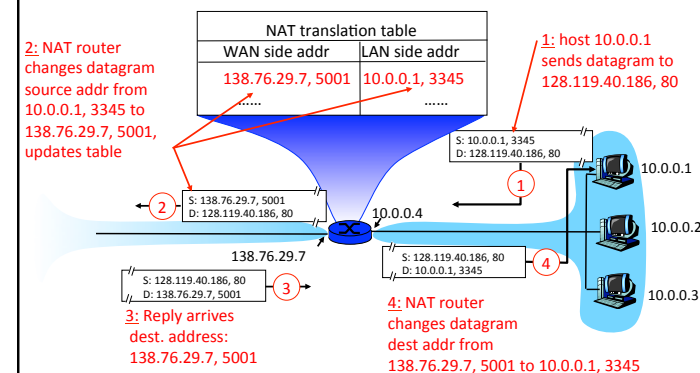 NAT translation table
WAN side addr LAN side addr
138.76.29.7, 5001 10.0.0.1, 3345
...... ......
2: NAT router
changes datagram
source addr from
10.0.0.1, 3345 to
138.76.29.7, 5001,
updates table
1: host 10.0.0.1
sends datagram to
128.119.40.186, 80
S: 10.0.0.1, 3345
D: 128.119.40.186, 80
1
10.0.0.1
S: 138.76.29.7, 5001
D: 128.119.40.186, 80
2
10.0.0.4
10.0.0.2
138.76.29.7
S: 128.119.40.186, 80
D: 10.0.0.1, 3345
4
S: 128.119.40.186, 80
D: 138.76.29.7, 5001
3
10.0.0.3
3: Reply arrives
dest. address:
138.76.29.7, 5001
4: NAT router
changes datagram
dest addr from
138.76.29.7, 5001 to 10.0.0.1, 3345